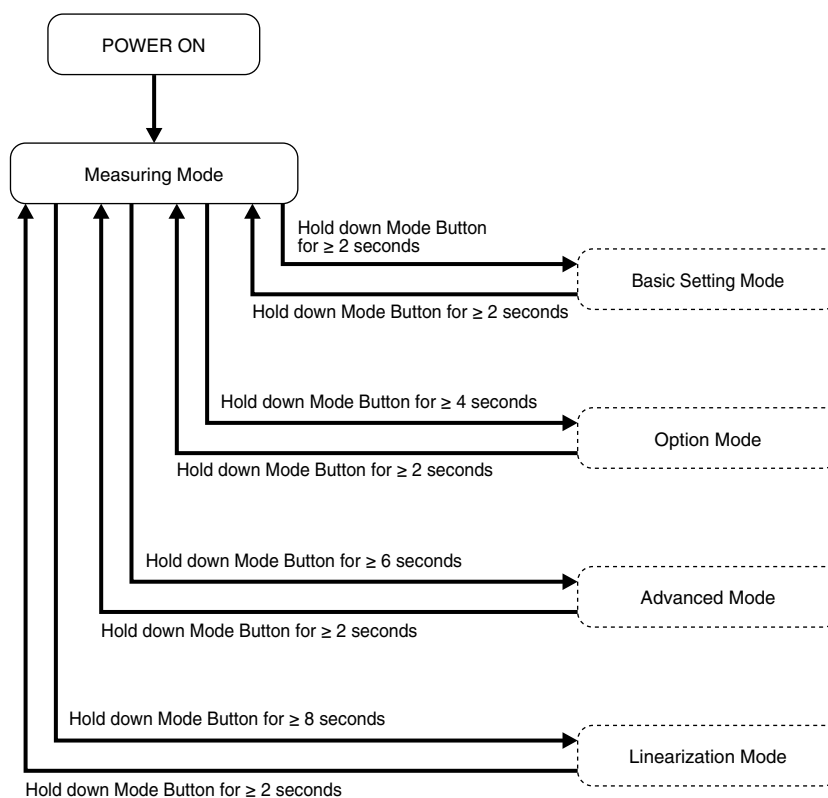 POWER ON
Measuring Mode
Hold down Mode Button
for ≥ 2 seconds
Basic Setting Mode
Hold down Mode Button for ≥ 2 seconds
Hold down Mode Button for ≥ 4 seconds
Option Mode
Hold down Mode Button for ≥ 2 seconds
Hold down Mode Button for ≥ 6 seconds
Advanced Mode
Hold down Mode Button for ≥ 2 seconds
Hold down Mode Button for ≥ 8 seconds
Linearization Mode
Hold down Mode Button for ≥ 2 seconds